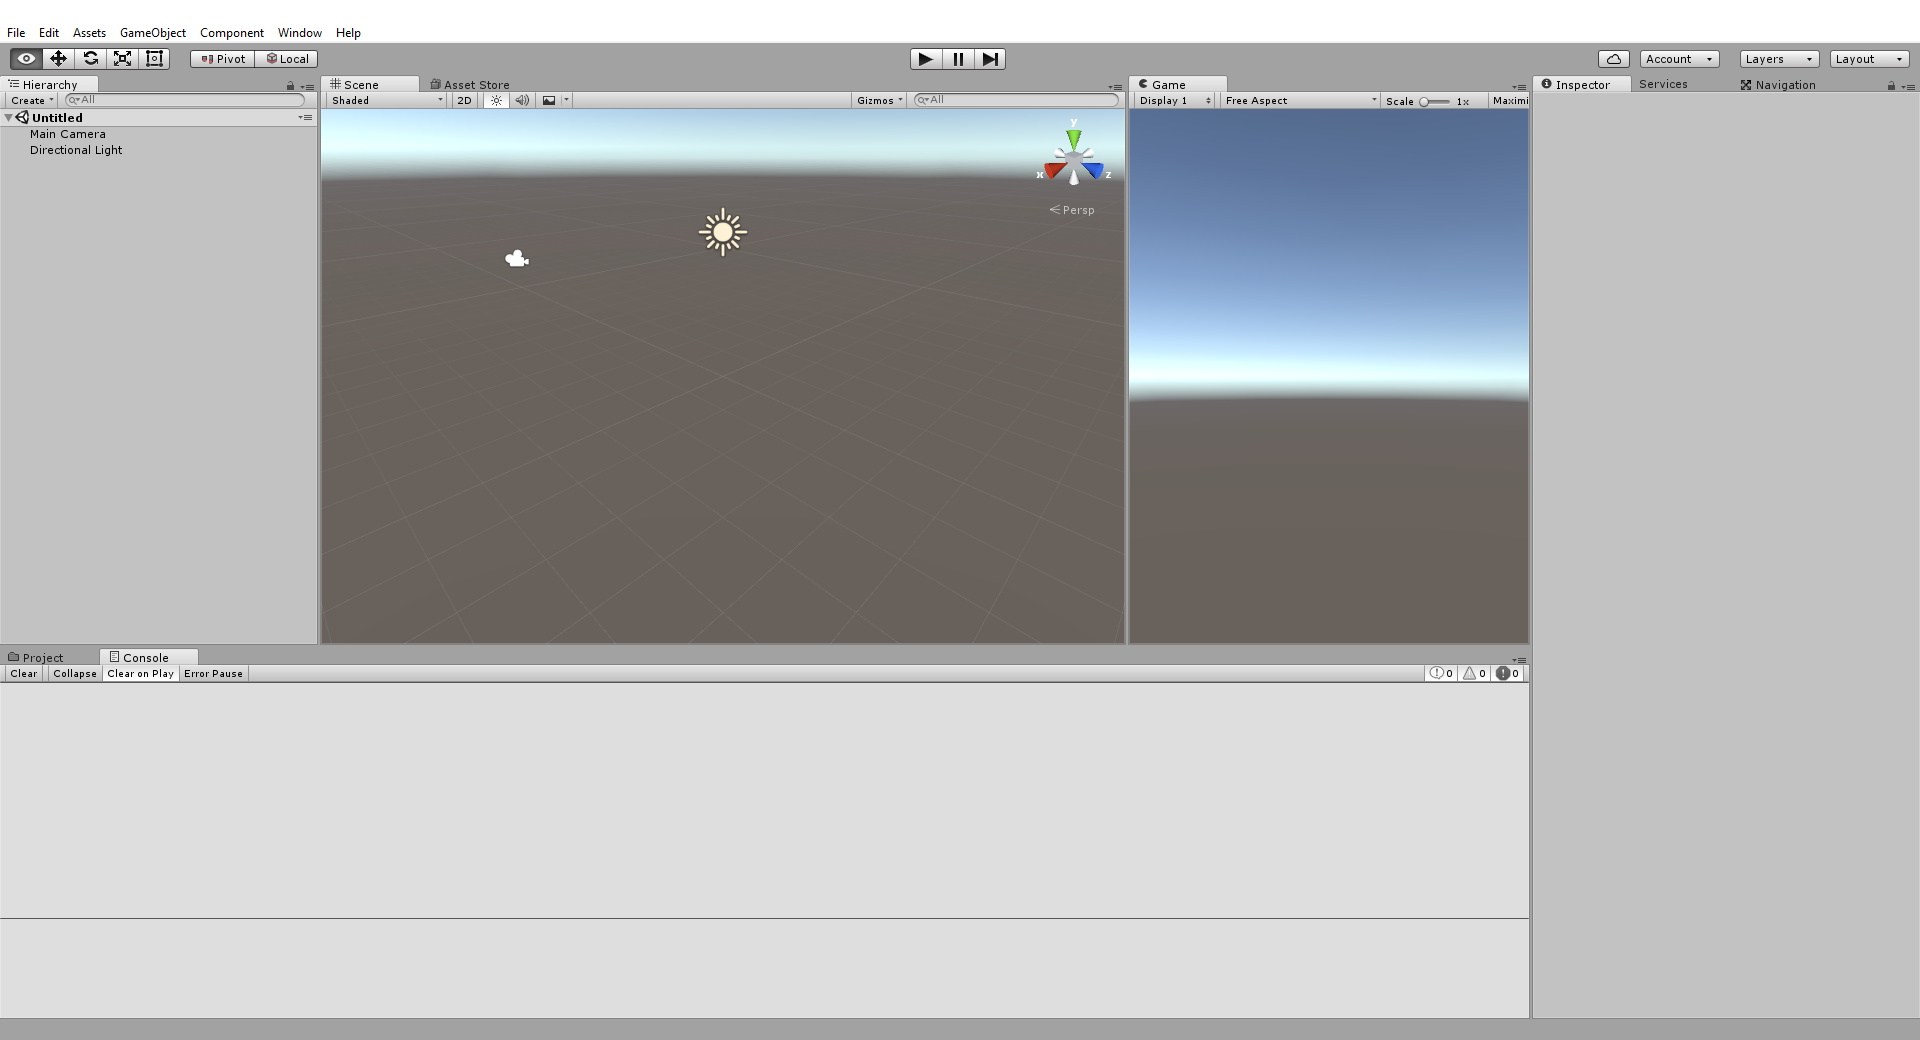 File Edit Assets GameObject Component Window Help
Pivot Local Account Layers Layout
Hierarchy Scene Asset Store Game Inspector Services Navigation
Create All Shaded 2D Gizmos All Display 1 Free Aspect Scale 1x Maximi
Untitled
Main Camera
Directional Light
y
x z
Persp
Project Console
Clear Collapse Clear on Play Error Pause 0 0 0